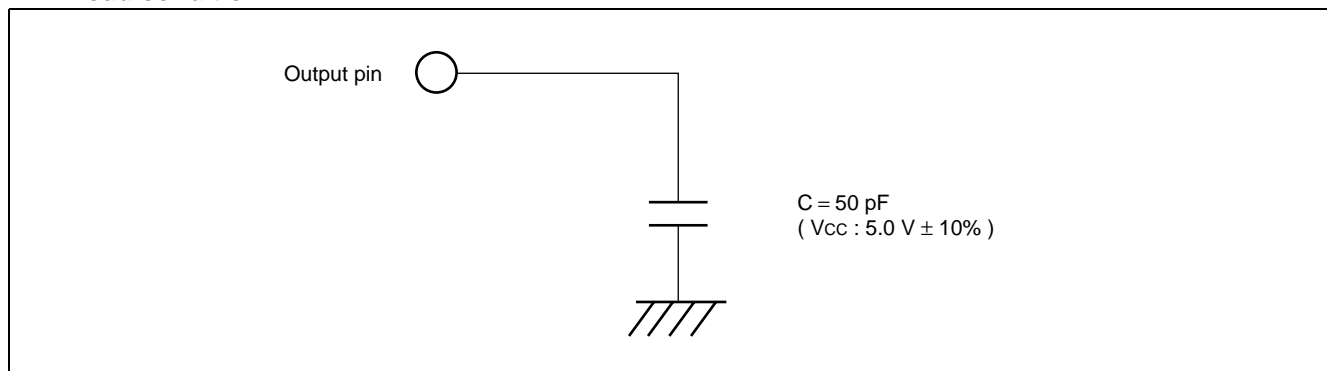 Output pin
C = 50 pF
( VCC : 5.0 V ± 10% )